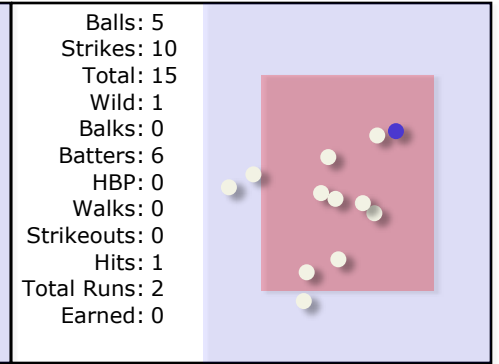 Balls: 5
Strikes: 10
Total: 15
Wild: 1
Balks: 0
Batters: 6
HBP: 0
Walks: 0
Strikeouts: 0
Hits: 1
Total Runs: 2
Earned: 0